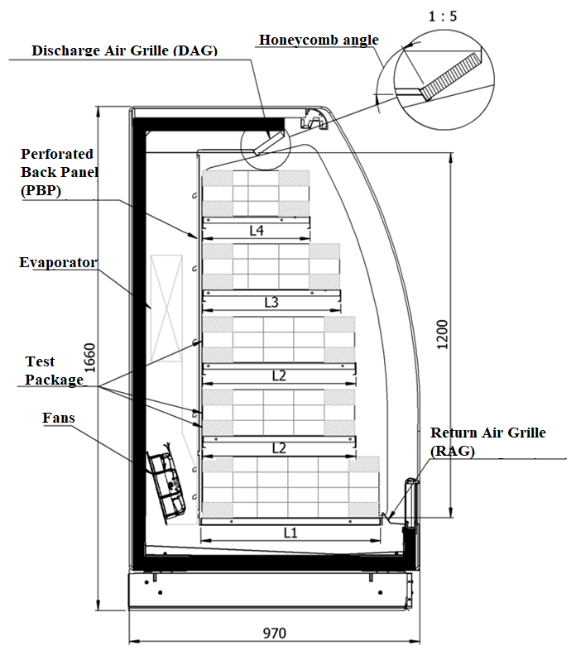 1 : 5
Honeycomb angle
Discharge Air Grille (DAG)
Perforated
Back Panel
(PBP)
L4
Evaporator
L3
1660
1200
Test
Package
L2
Fans
L2
Return Air Grille
(RAG)
L1
970